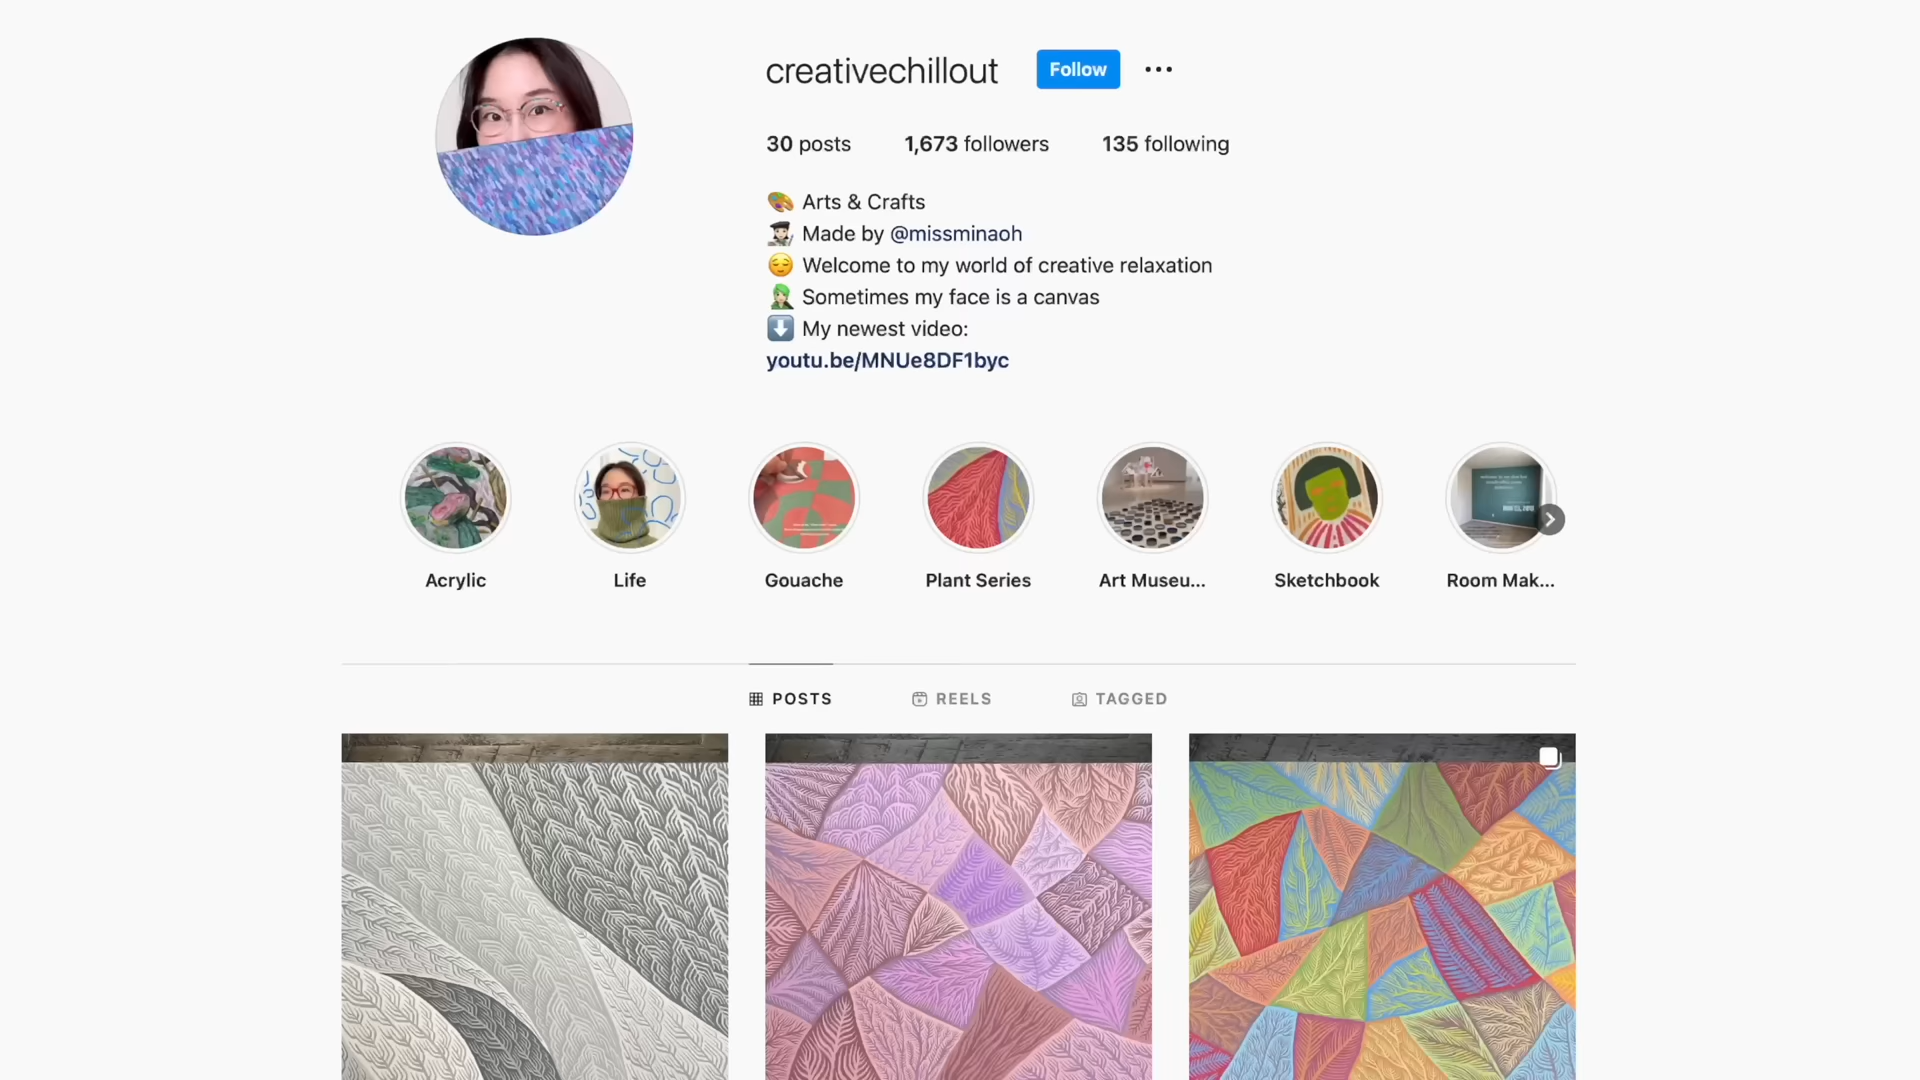 creativechillout
Follow
30 posts
1,673 followers
135 following
Arts & Crafts
Made by @missminaoh
Welcome to my world of creative relaxation
Sometimes my face is a canvas
My newest video:
youtu.be/MNUe8DF1byc
Acrylic
Life
Gouache
Plant Series
Art Museu...
Sketchbook
Room Mak...
POSTS
REELS
TAGGED